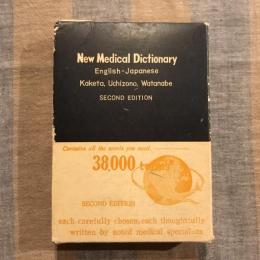 New Medical Dictionary
English-Japanese
Kaketa, Uchizono, Watanabe
SECOND EDITION
Contains all the words you need...
38,000 terms
SECOND EDITION
each carefully chosen, each thoughtfully
written by noted medical specialists